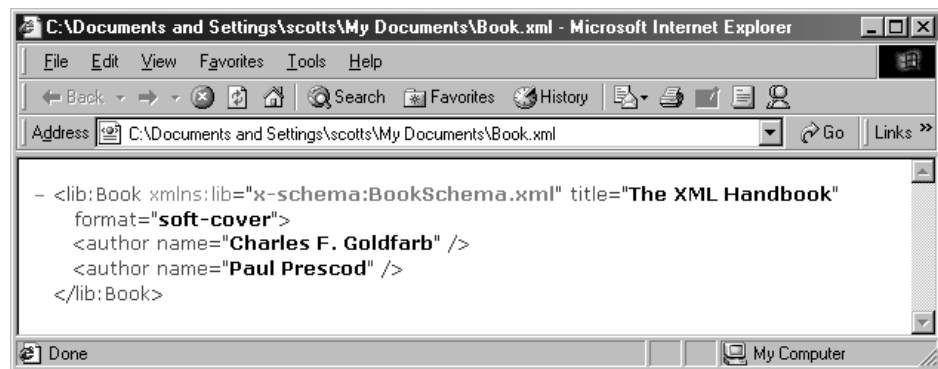 C:\Documents and Settings\scotts\My Documents\Book.xml - Microsoft Internet Explorer
File Edit View Favorites Tools Help
Back Search Favorites History
Address C:\Documents and Settings\scotts\My Documents\Book.xml Go Links »
- <lib:Book xmlns:lib="x-schema:BookSchema.xml" title="The XML Handbook"
format="soft-cover">
<author name="Charles F. Goldfarb" />
<author name="Paul Prescod" />
</lib:Book>
Done My Computer